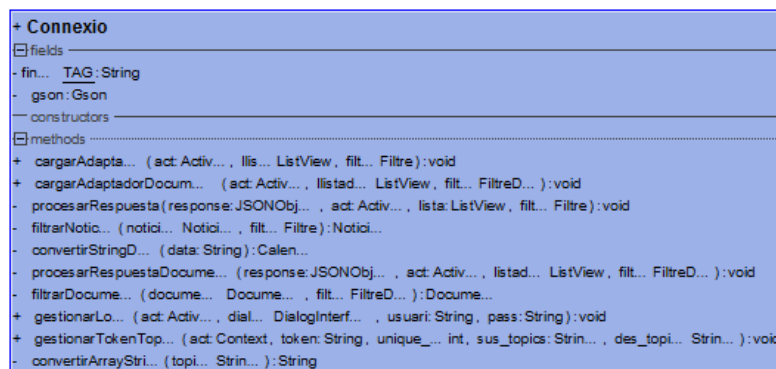 + Connexio
fields
- fin... TAG:String
- gson:Gson
constructors
methods
+ cargarAdapta... (act:Activ... , llis... ListView, filt... Filtre):void
+ cargarAdaptadorDocum... (act:Activ... , llistad... ListView, filt... FiltreD... ):void
- procesarRespuesta(response:JSONObj... , act:Activ... , lista:ListView, filt... Filtre):void
- filtrarNotic... (notici... Notici... , filt... Filtre):Notici...
- convertirStringD... (data:String):Calen...
- procesarRespuestaDocume... (response:JSONObj... , act:Activ... , listad... ListView, filt... FiltreD... ):void
- filtrarDocume... (docume... Docume... , filt... FiltreD... ):Docume...
+ gestionarLo... (act:Activ... , dial... DialogInterf... , usuari:String, pass:String):void
+ gestionarTokenTop... (act:Context, token:String, unique_... int, sus_topics:Strin... , des_topi... Strin... ):void
- convertirArrayStri... (topi... Strin... ):String